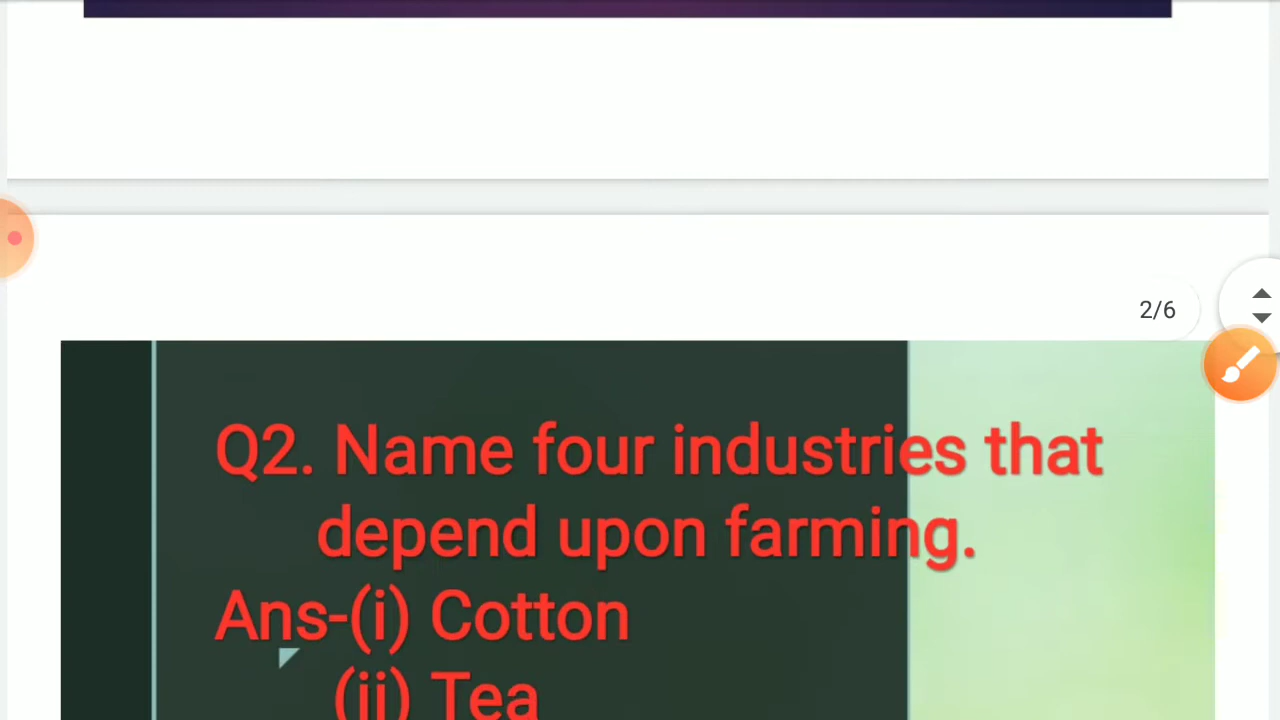 2/6
Q2. Name four industries that
depend upon farming.
Ans-(i) Cotton
(ii) Tea